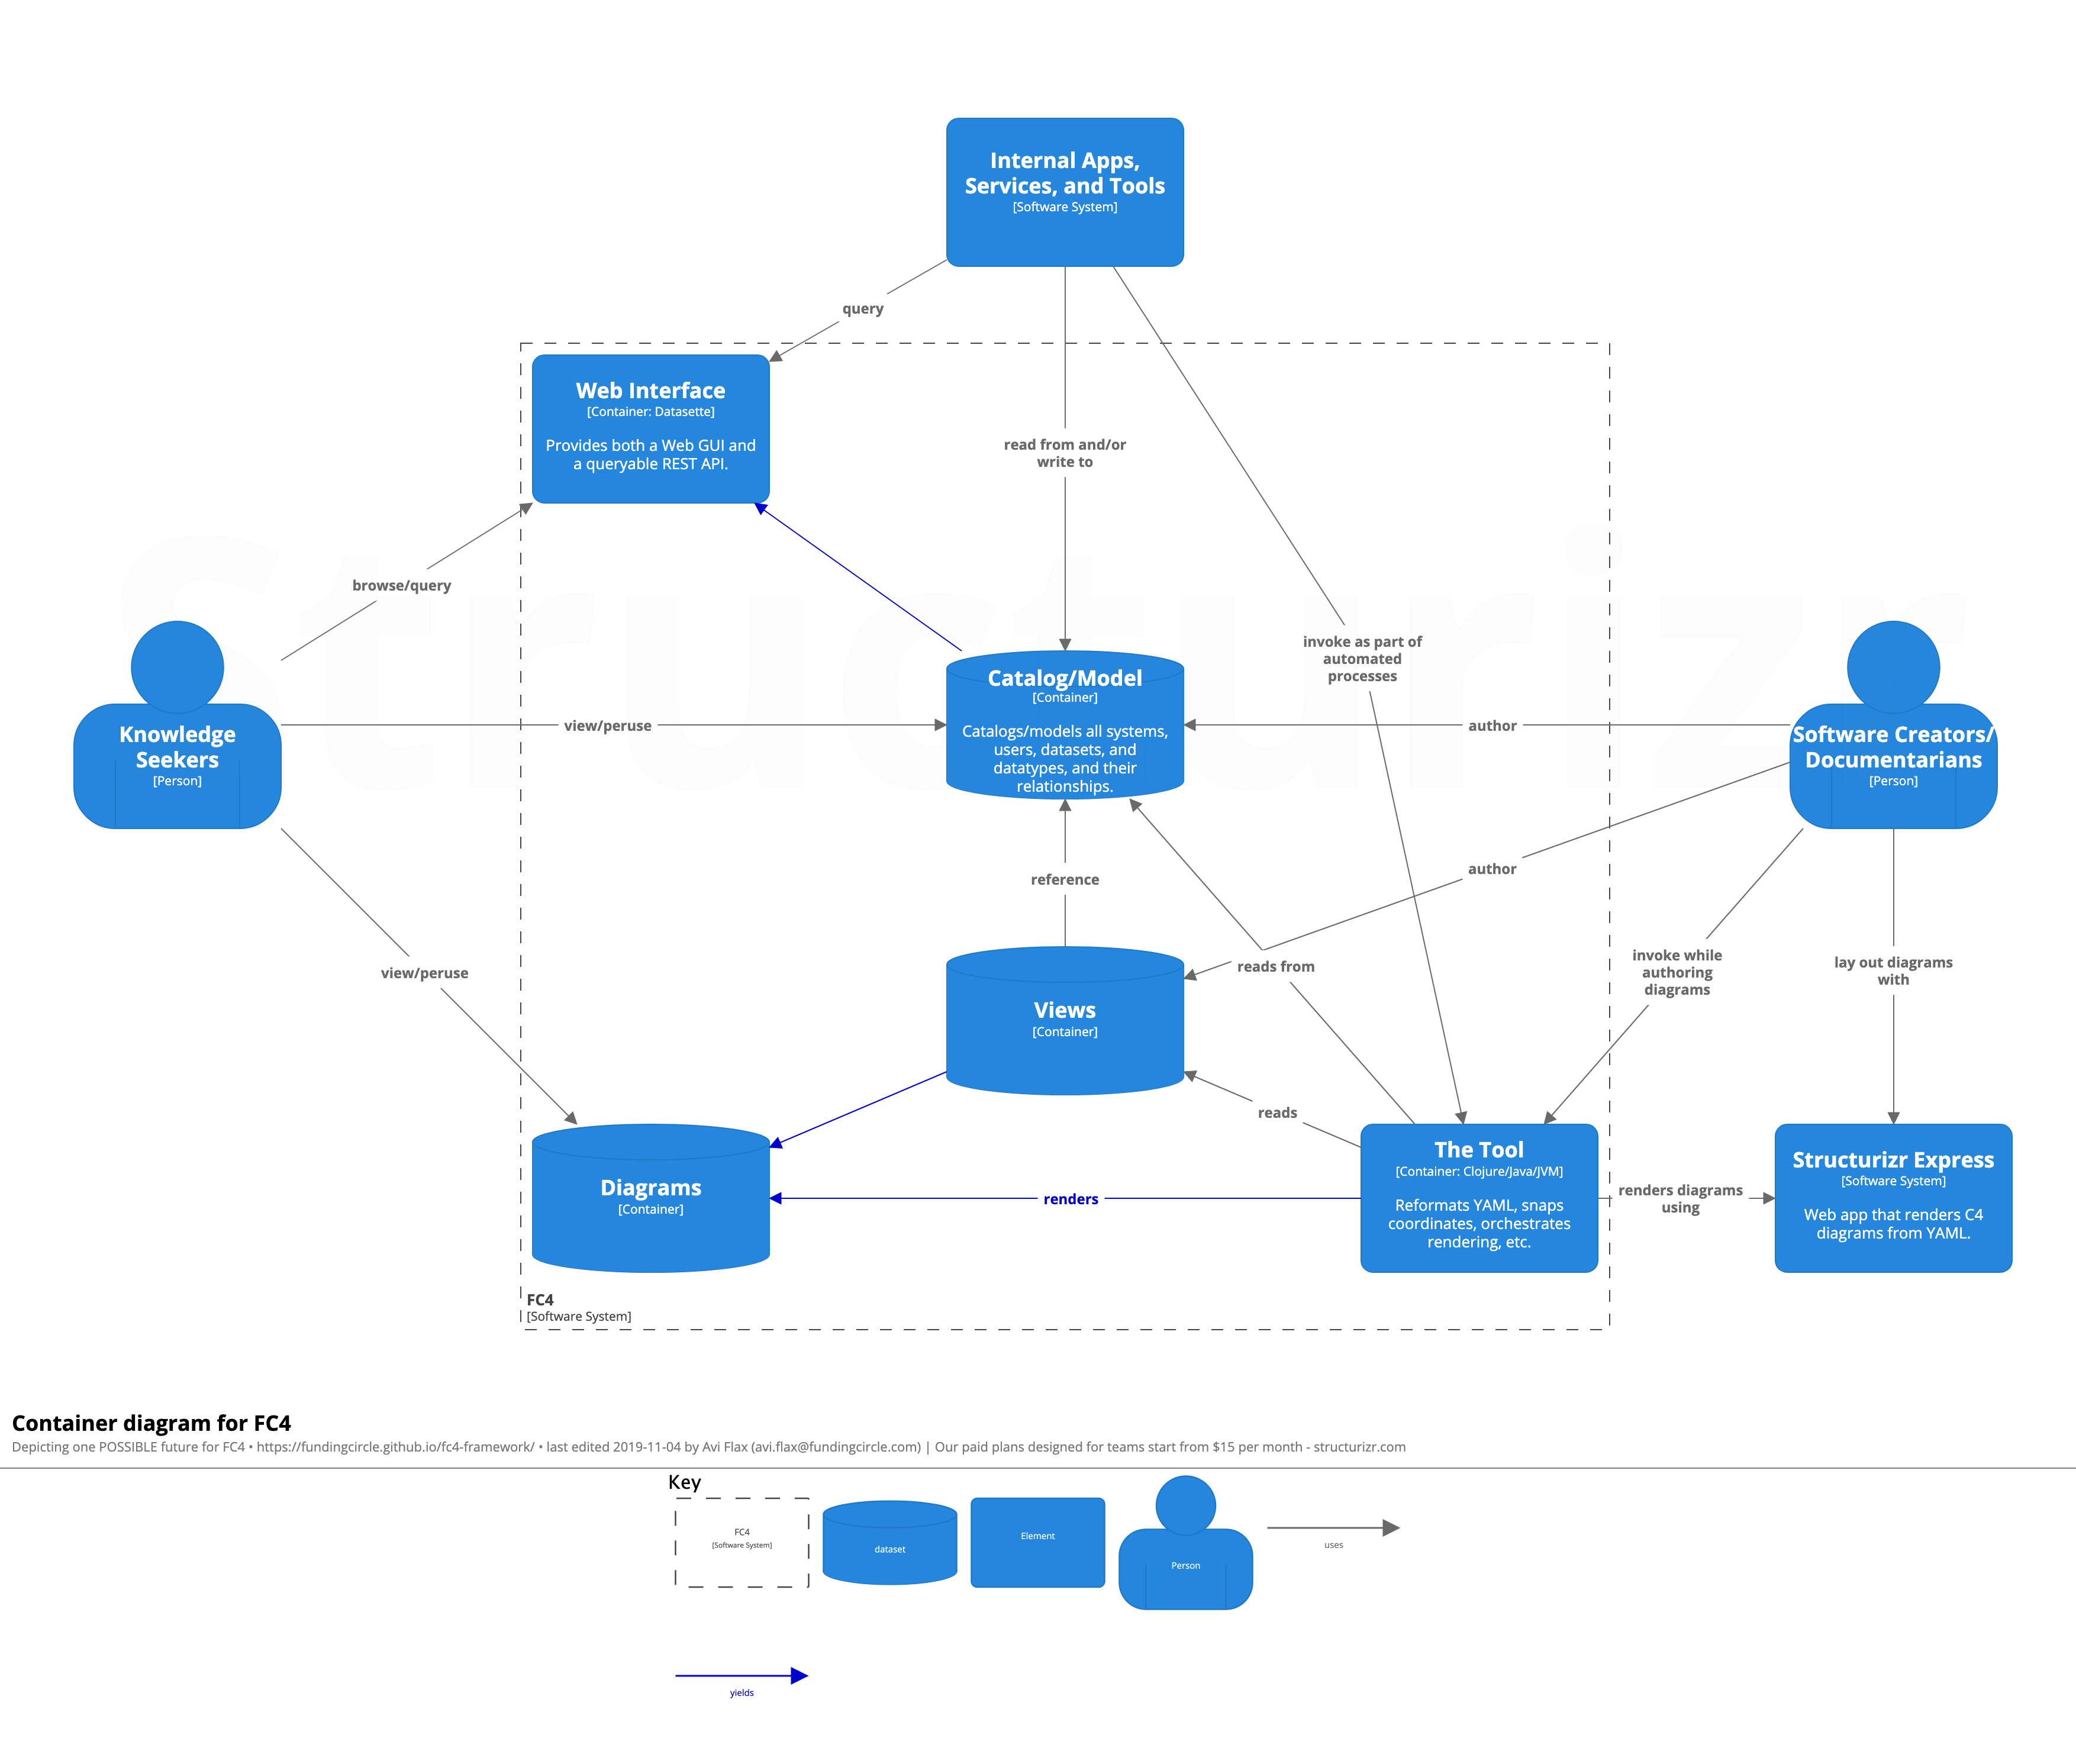 Internal Apps,
Services, and Tools
[Software System]
query
Web Interface
[Container: Datasette]
Provides both a Web GUI and
a queryable REST API.
read from and/or
write to
Structurizr
browse/query
invoke as part of
automated
processes
Knowledge
Seekers
[Person]
view/peruse
Catalog/Model
[Container]
Catalogs/models all systems,
users, datasets, and
datatypes, and their
relationships.
author
Software Creators/
Documentarians
[Person]
reference
author
view/peruse
reads from
invoke while
authoring
diagrams
lay out diagrams
with
Views
[Container]
reads
Diagrams
[Container]
renders
The Tool
[Container: Clojure/Java/JVM]
Reformats YAML, snaps
coordinates, orchestrates
rendering, etc.
renders diagrams
using
Structurizr Express
[Software System]
Web app that renders C4
diagrams from YAML.
FC4
[Software System]
Container diagram for FC4
Depicting one POSSIBLE future for FC4 • https://fundingcircle.github.io/fc4-framework/ • last edited 2019-11-04 by Avi Flax (avi.flax@fundingcircle.com) | Our paid plans designed for teams start from $15 per month - structurizr.com
Key
FC4
[Software System]
dataset
Element
Person
uses
yields